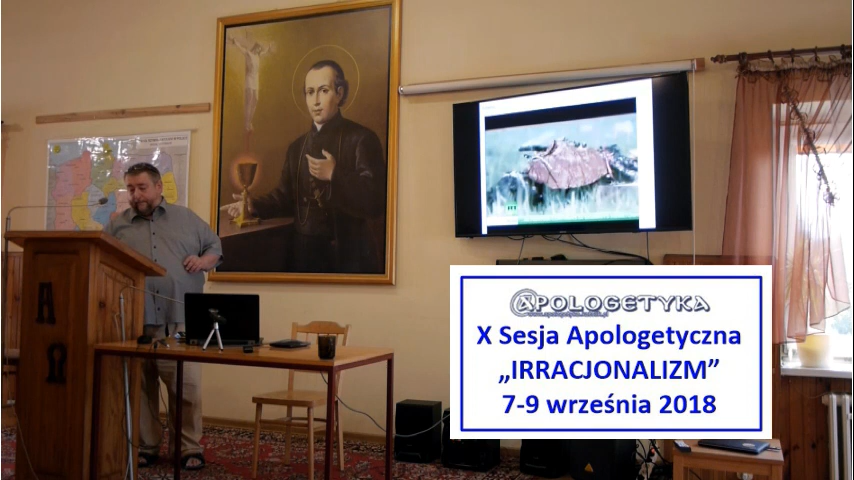 A
Ω
APOLOGETYKA
X Sesja Apologetyczna
„IRRACJONALIZM”
7-9 września 2018